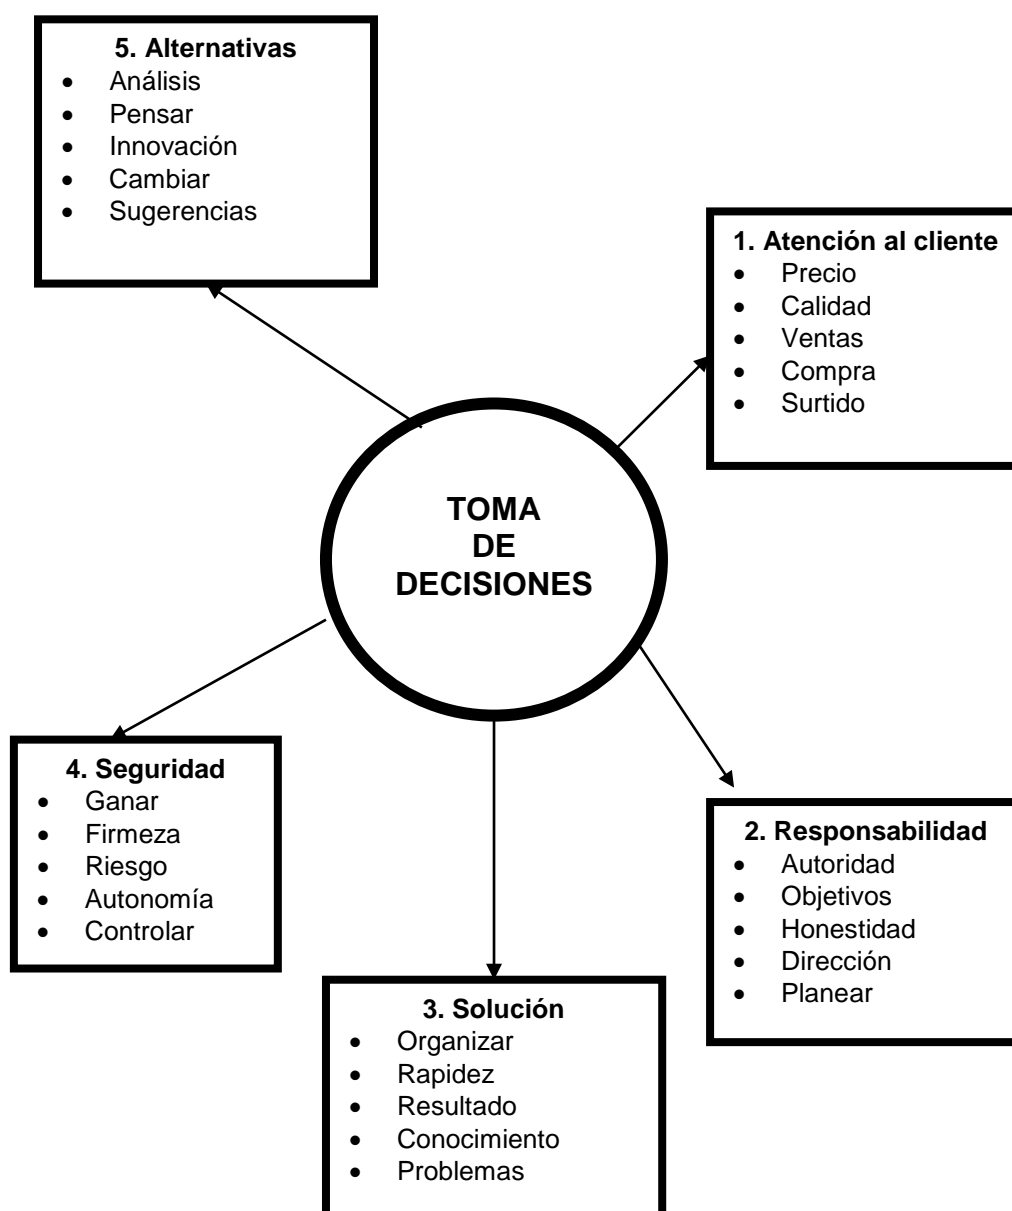 5. Alternativas
• Análisis
• Pensar
• Innovación
• Cambiar
• Sugerencias
1. Atención al cliente
• Precio
• Calidad
• Ventas
• Compra
• Surtido
TOMA
DE
DECISIONES
4. Seguridad
• Ganar
• Firmeza
• Riesgo
• Autonomía
• Controlar
2. Responsabilidad
• Autoridad
• Objetivos
• Honestidad
• Dirección
• Planear
3. Solución
• Organizar
• Rapidez
• Resultado
• Conocimiento
• Problemas